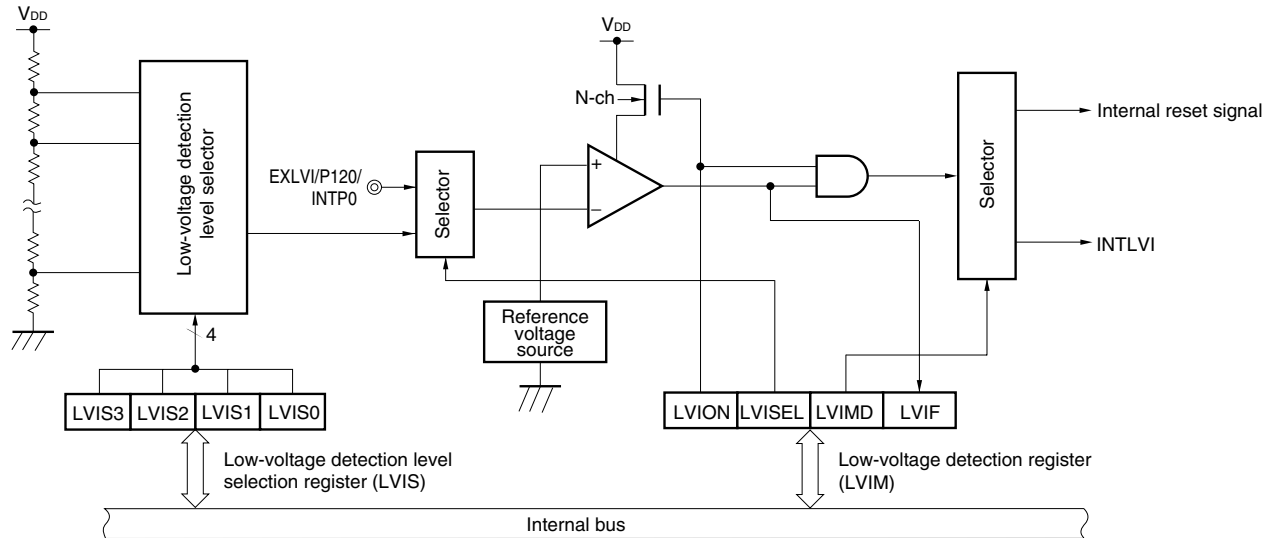 VDD
Low-voltage detection
level selector
4
LVIS3 LVIS2 LVIS1 LVIS0
Low-voltage detection level
selection register (LVIS)
EXLVI/P120/
INTP0
Selector
VDD
N-ch
+
−
Reference
voltage
source
Selector
Internal reset signal
INTLVI
LVION LVISEL LVIMD LVIF
Low-voltage detection register
(LVIM)
Internal bus